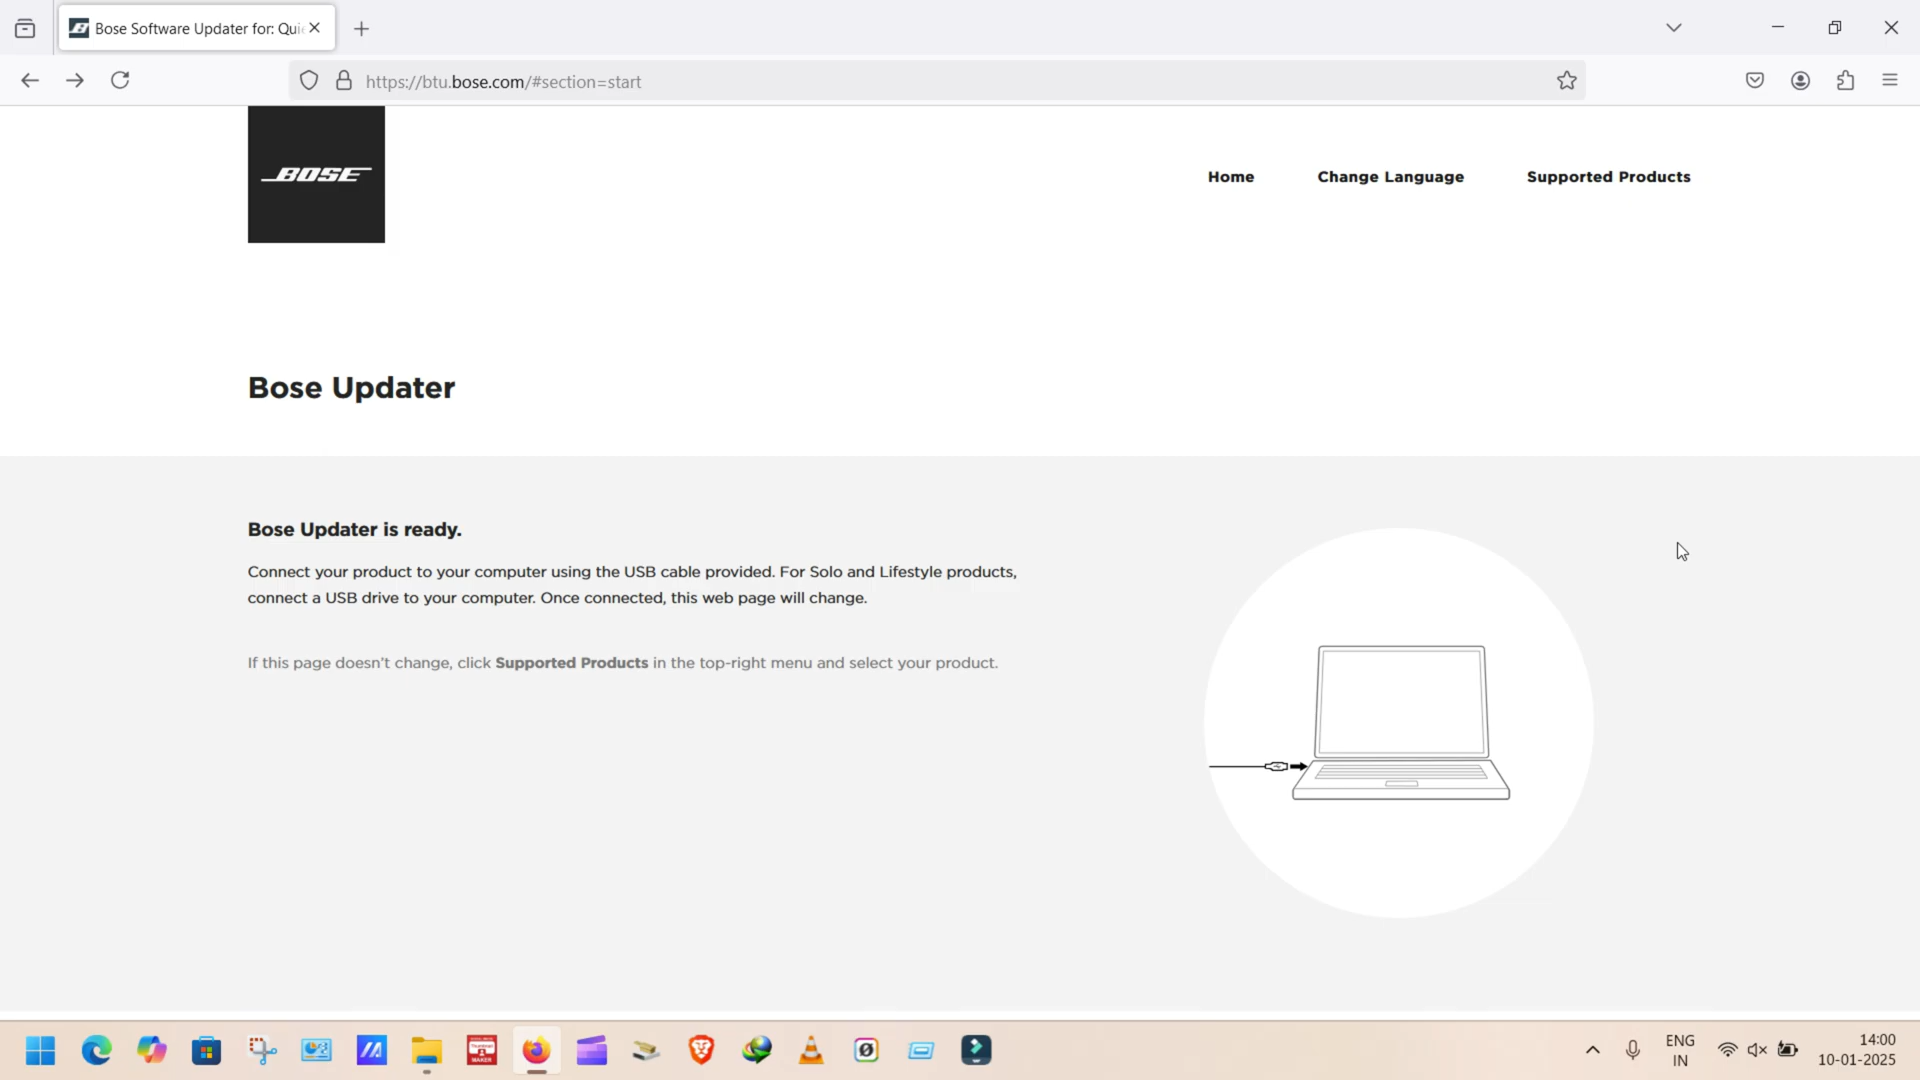 Bose Software Updater for: Qui
https://btu.bose.com/#section=start
BOSE
Home
Change Language
Supported Products
Bose Updater
Bose Updater is ready.
Connect your product to your computer using the USB cable provided. For Solo and Lifestyle products,
connect a USB drive to your computer. Once connected, this web page will change.
If this page doesn’t change, click Supported Products in the top-right menu and select your product.
MAKER
ENG
IN
14:00
10-01-2025